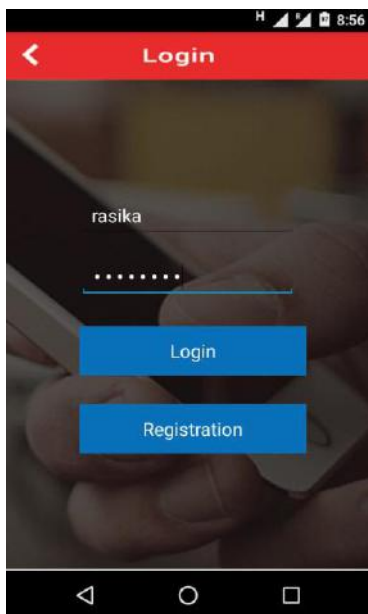 H 8:56
Login
rasika
••••••••
Login
Registration